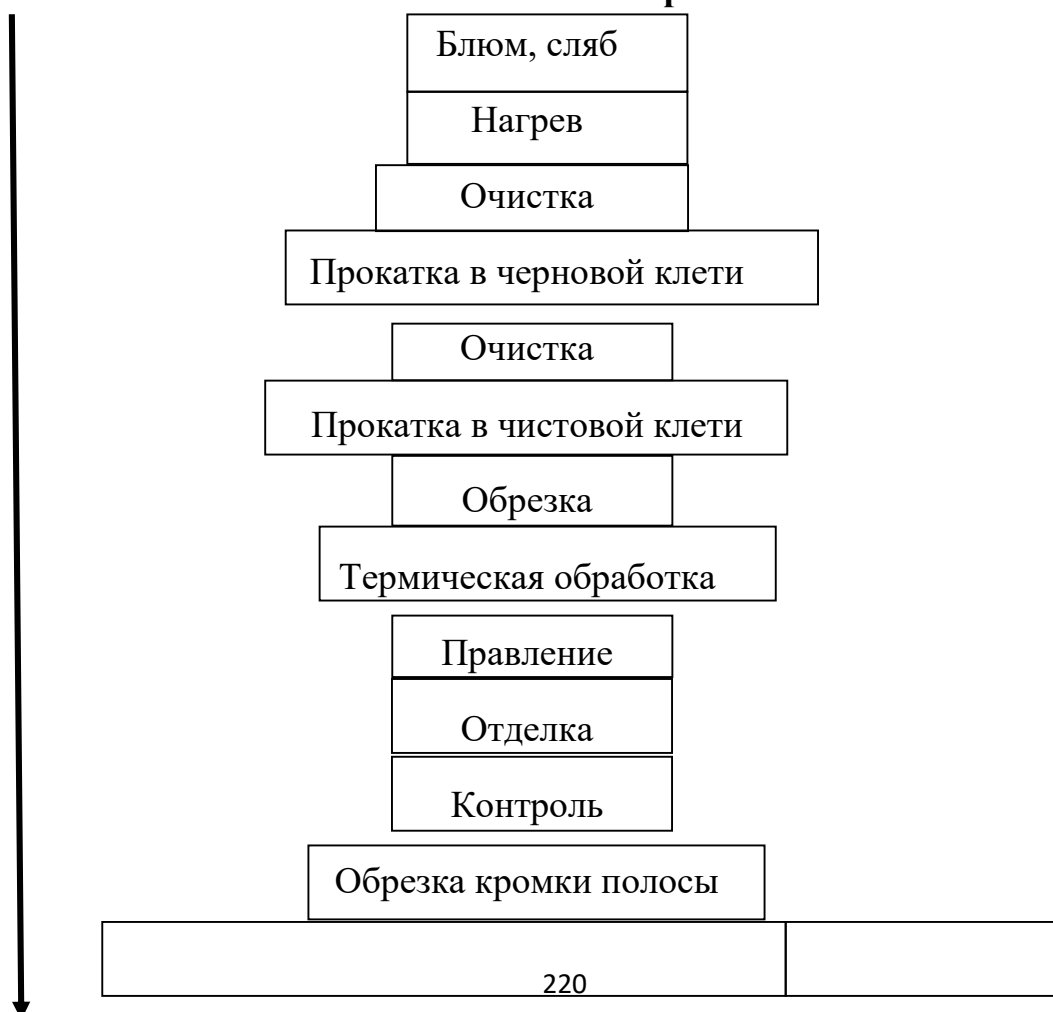 Блюм, сляб
Нагрев
Очистка
Прокатка в черновой клети
Очистка
Прокатка в чистовой клети
Обрезка
Термическая обработка
Правление
Отделка
Контроль
Обрезка кромки полосы
220